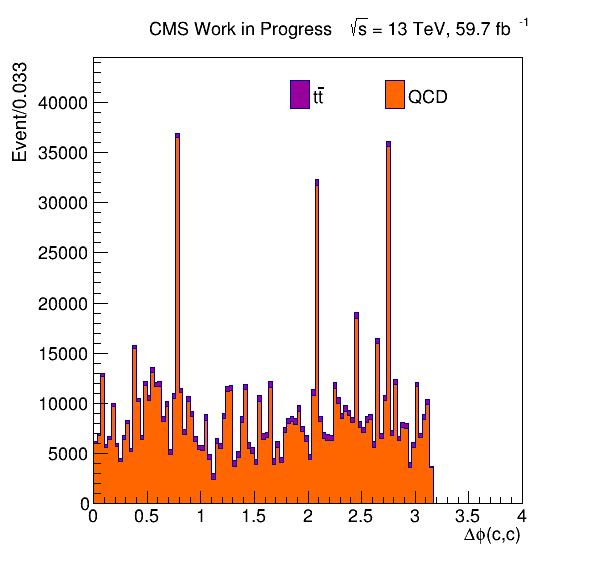 CMS Work in Progress √s = 13 TeV, 59.7 fb⁻¹
Event/0.033
tt̄ QCD
40000
35000
30000
25000
20000
15000
10000
5000
0
0 0.5 1 1.5 2 2.5 3 3.5 4
Δϕ(c,c)